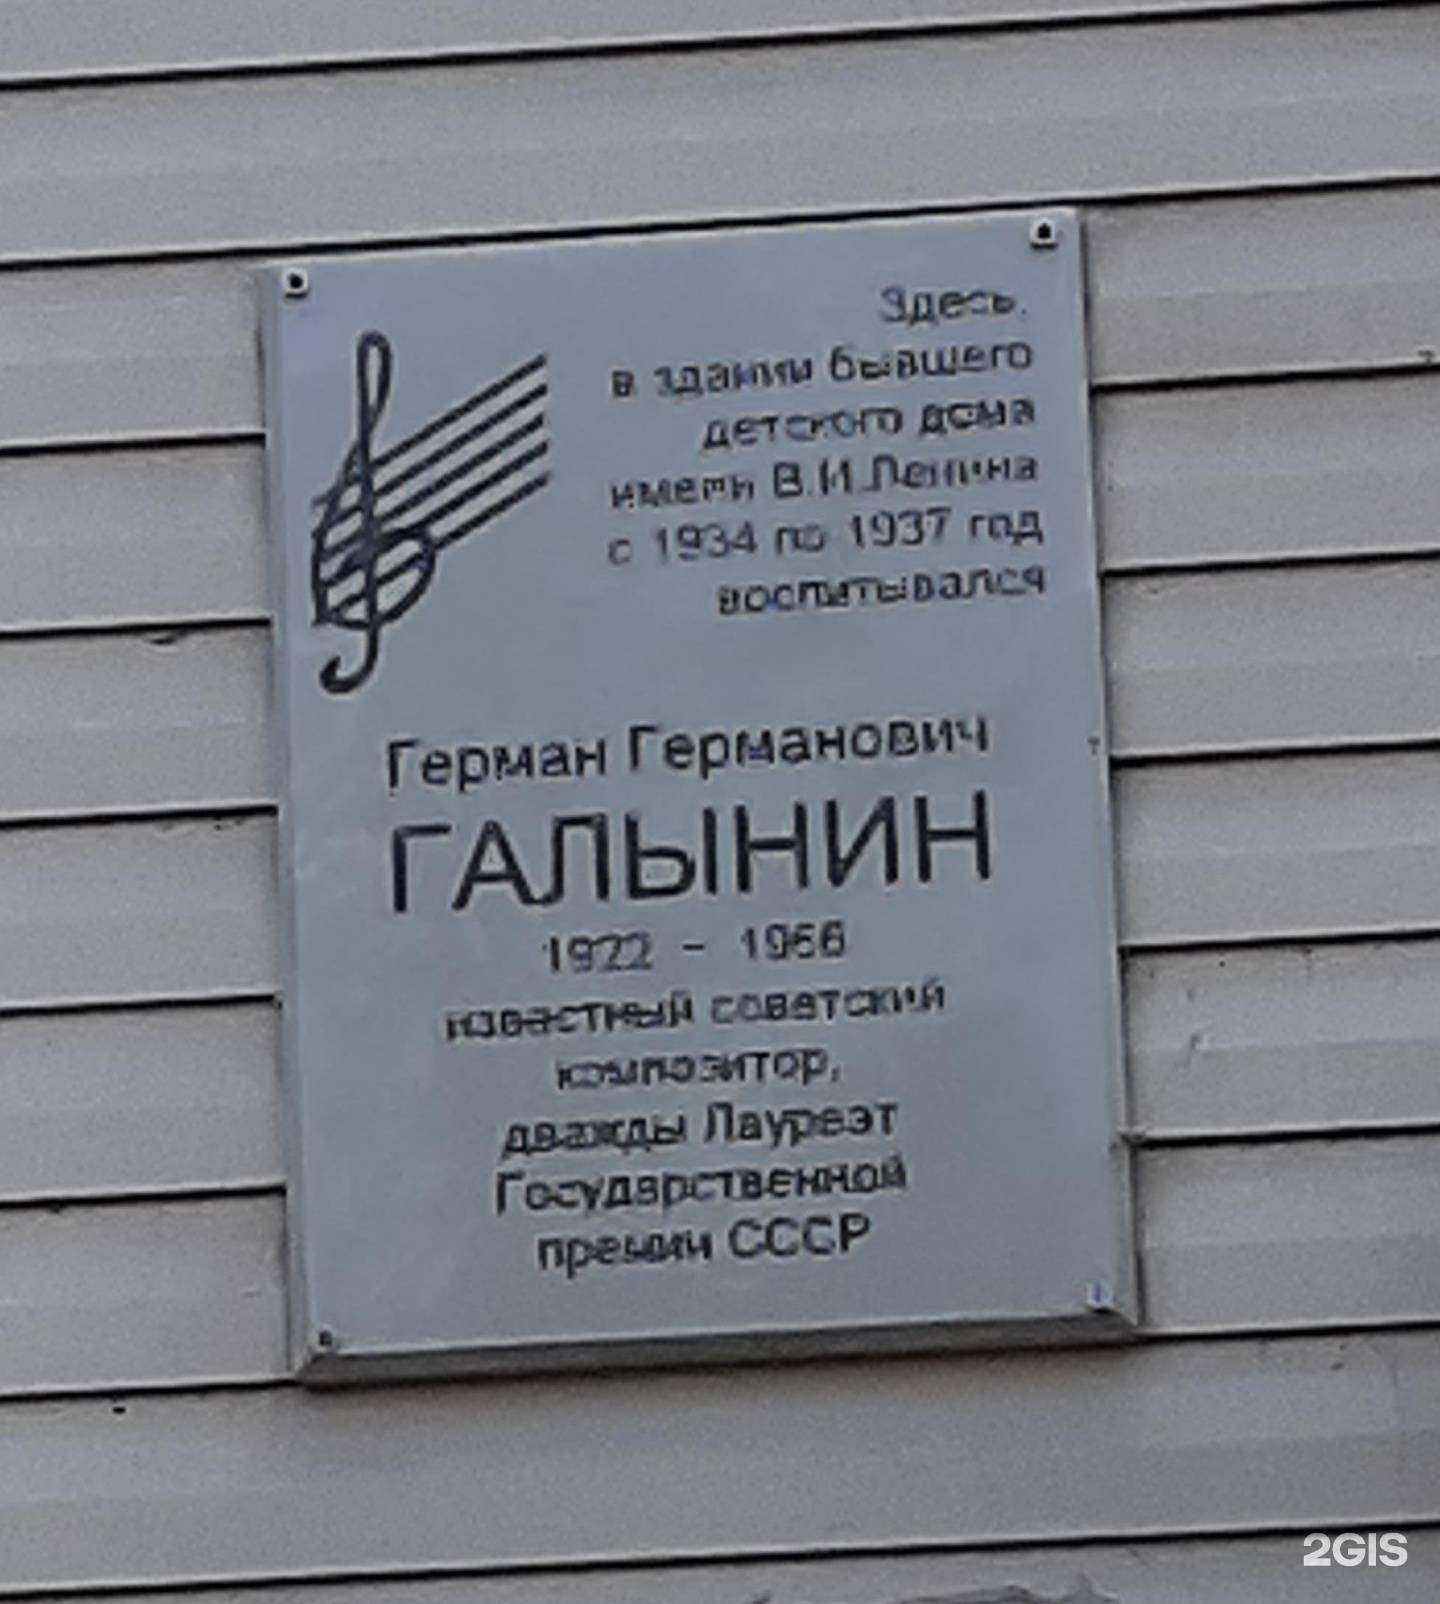 Здесь,
в здании бывшего
детского дома
имени В.И.Ленина
с 1934 по 1937 год
воспитывался
Герман Германович
ГАЛЫНИН
1922 - 1966
известный советский
композитор,
дважды Лауреат
Государственной
премии СССР
2GIS